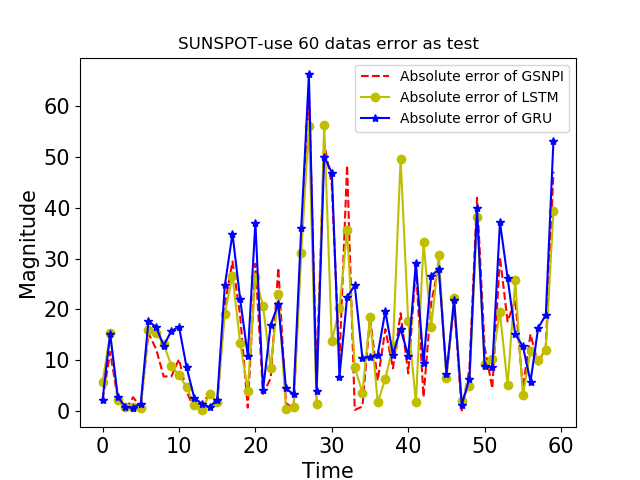 SUNSPOT-use 60 datas error as test
Absolute error of GSNPI
Absolute error of LSTM
Absolute error of GRU
Magnitude
60
50
40
30
20
10
0
0 10 20 30 40 50 60
Time